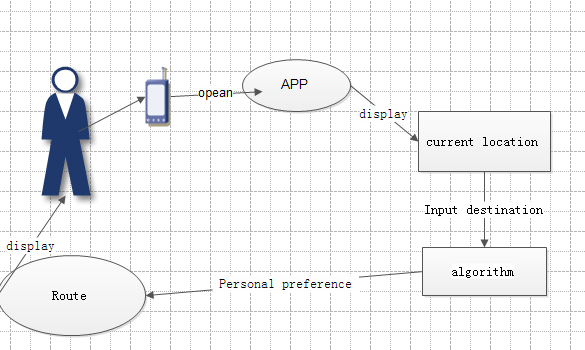 opean
APP
display
current location
Input destination
algorithm
Personal preference
Route
display